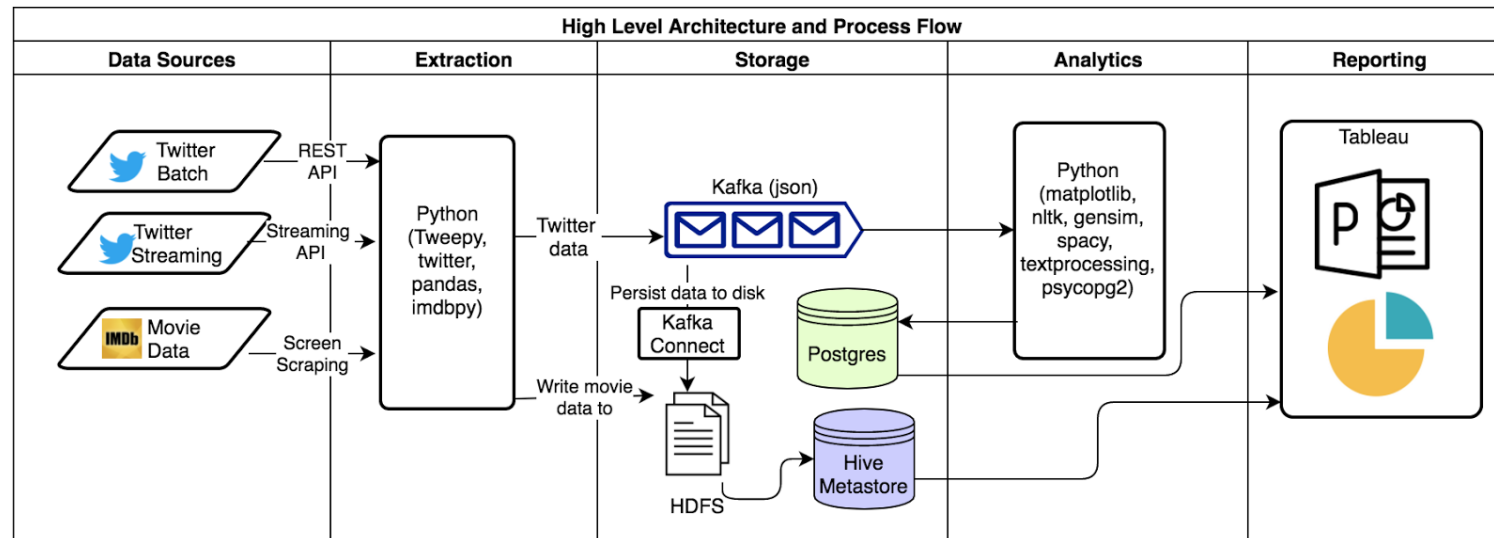 High Level Architecture and Process Flow
Data Sources
Extraction
Storage
Analytics
Reporting
Twitter
Batch
REST
API
Twitter
Streaming
Streaming
API
IMDb
Movie
Data
Screen
Scraping
Python
(Tweepy,
twitter,
pandas,
imdbpy)
Twitter
data
Write movie
data to
Kafka (json)
Persist data to disk
Kafka
Connect
HDFS
Postgres
Hive
Metastore
Python
(matplotlib,
nltk, gensim,
spacy,
textprocessing,
psycopg2)
Tableau
P